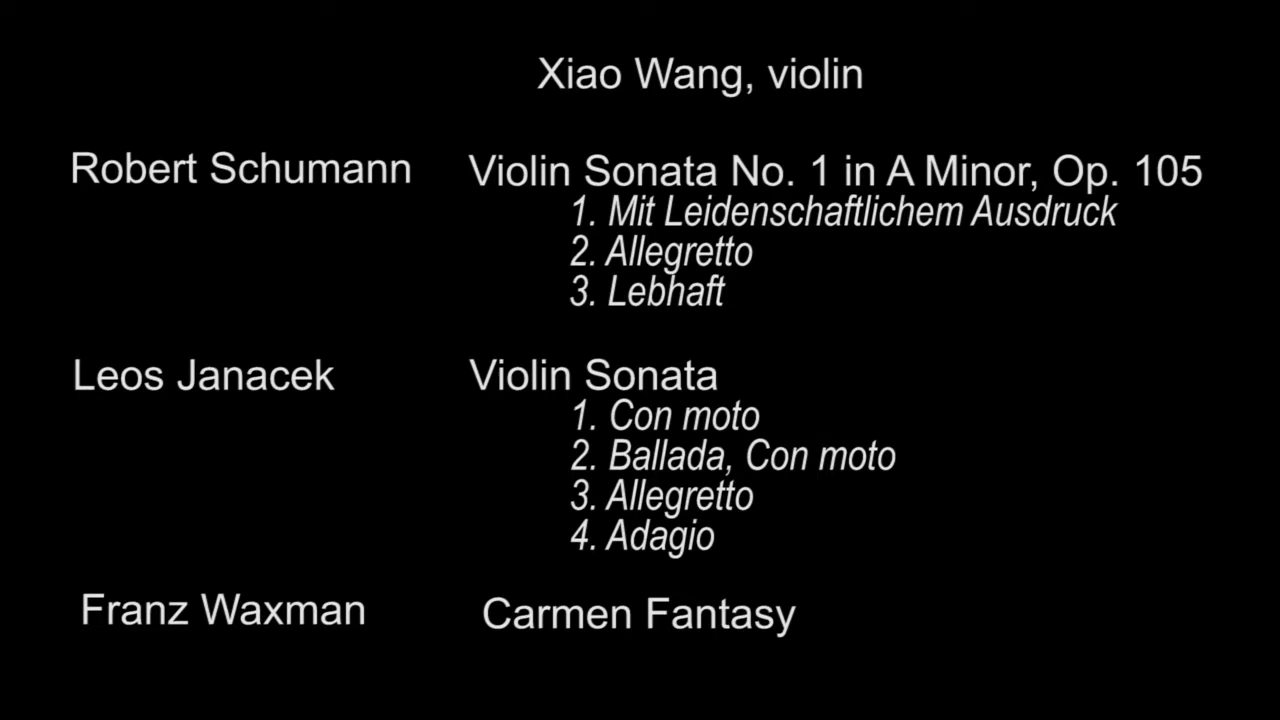 Xiao Wang, violin
Robert Schumann Violin Sonata No. 1 in A Minor, Op. 105
1. Mit Leidenschaftlichem Ausdruck
2. Allegretto
3. Lebhaft
Leos Janacek Violin Sonata
1. Con moto
2. Ballada, Con moto
3. Allegretto
4. Adagio
Franz Waxman Carmen Fantasy